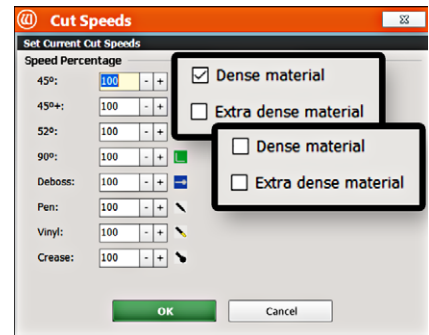 Cut Speeds
Set Current Cut Speeds
Speed Percentage
45º: 100 - +
45º+: 100 - +
52º: 100 - +
90º: 100 - +
Deboss: 100 - +
Pen: 100 - +
Vinyl: 100 - +
Crease: 100 - +
Dense material
Extra dense material
Dense material
Extra dense material
OK Cancel